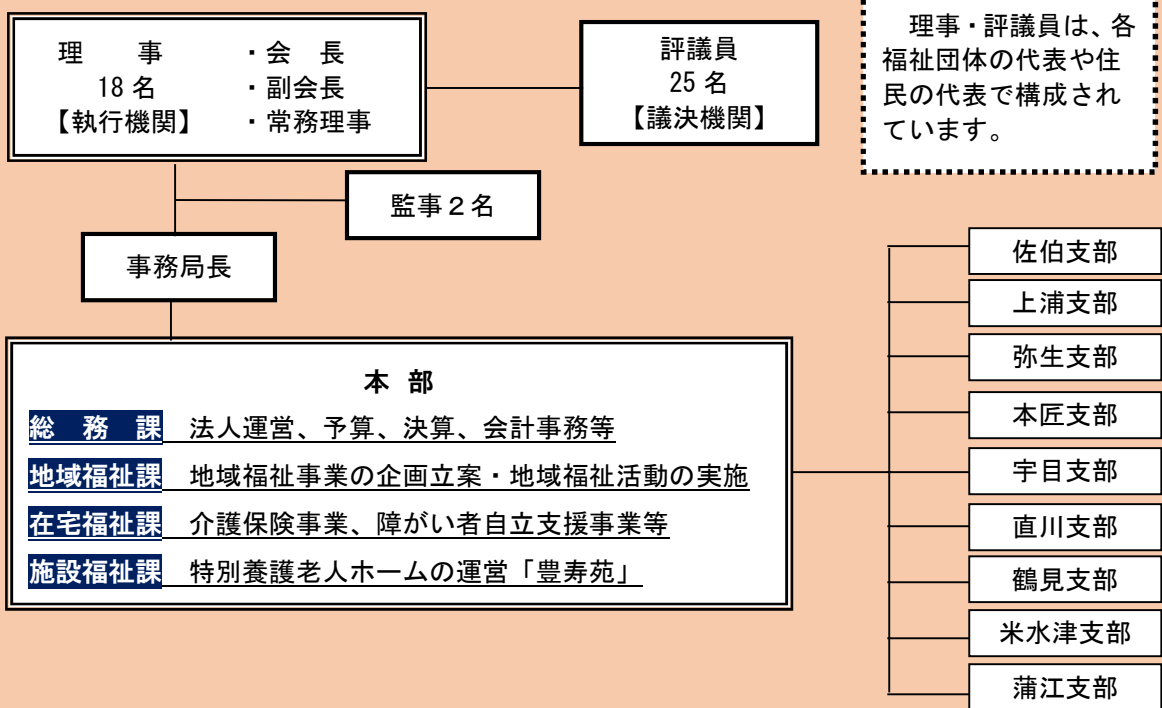 理　事　・会　長
18 名　・副会長
【執行機関】　・常務理事
評議員
25 名
【議決機関】
理事・評議員は、各
福祉団体の代表や住
民の代表で構成され
ています。
監事２名
事務局長
本 部
総　務　課　法人運営、予算、決算、会計事務等
地域福祉課　地域福祉事業の企画立案・地域福祉活動の実施
在宅福祉課　介護保険事業、障がい者自立支援事業等
施設福祉課　特別養護老人ホームの運営「豊寿苑」
佐伯支部
上浦支部
弥生支部
本匠支部
宇目支部
直川支部
鶴見支部
米水津支部
蒲江支部